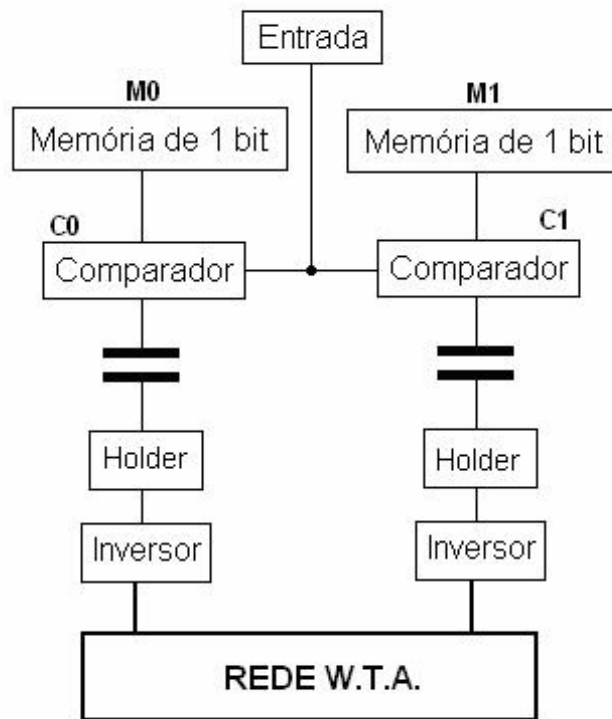 Entrada
M0
M1
Memória de 1 bit
Memória de 1 bit
C0
C1
Comparador
Comparador
Holder
Holder
Inversor
Inversor
REDE W.T.A.